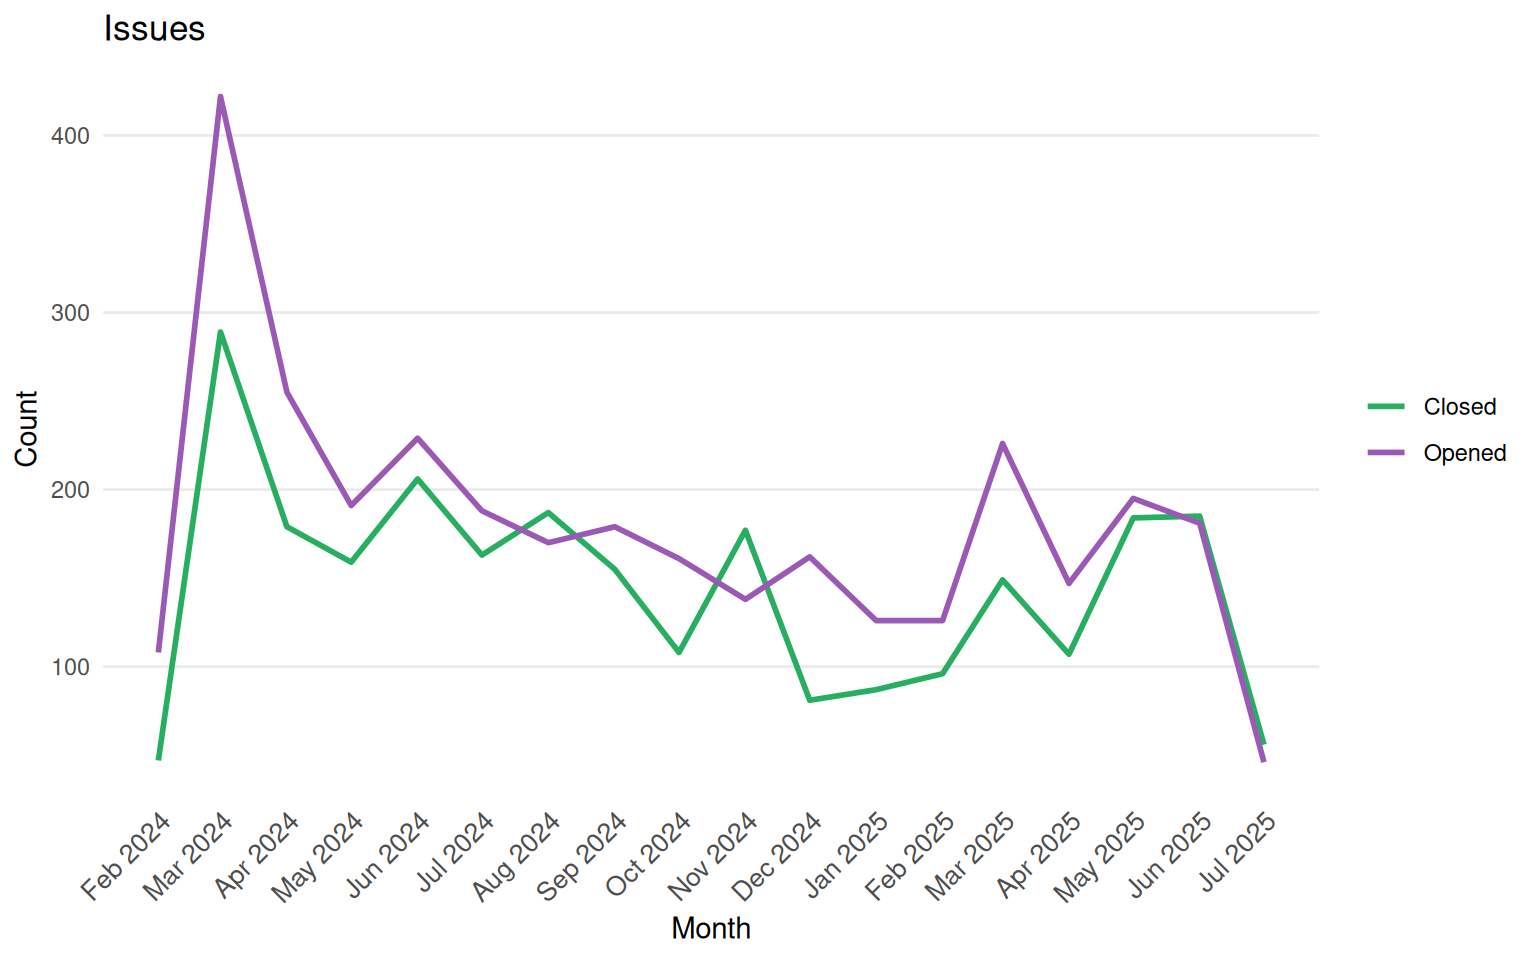 Issues
400
300
200
100
Count
Feb 2024
Mar 2024
Apr 2024
May 2024
Jun 2024
Jul 2024
Aug 2024
Sep 2024
Oct 2024
Nov 2024
Dec 2024
Jan 2025
Feb 2025
Mar 2025
Apr 2025
May 2025
Jun 2025
Jul 2025
Month
Closed
Opened